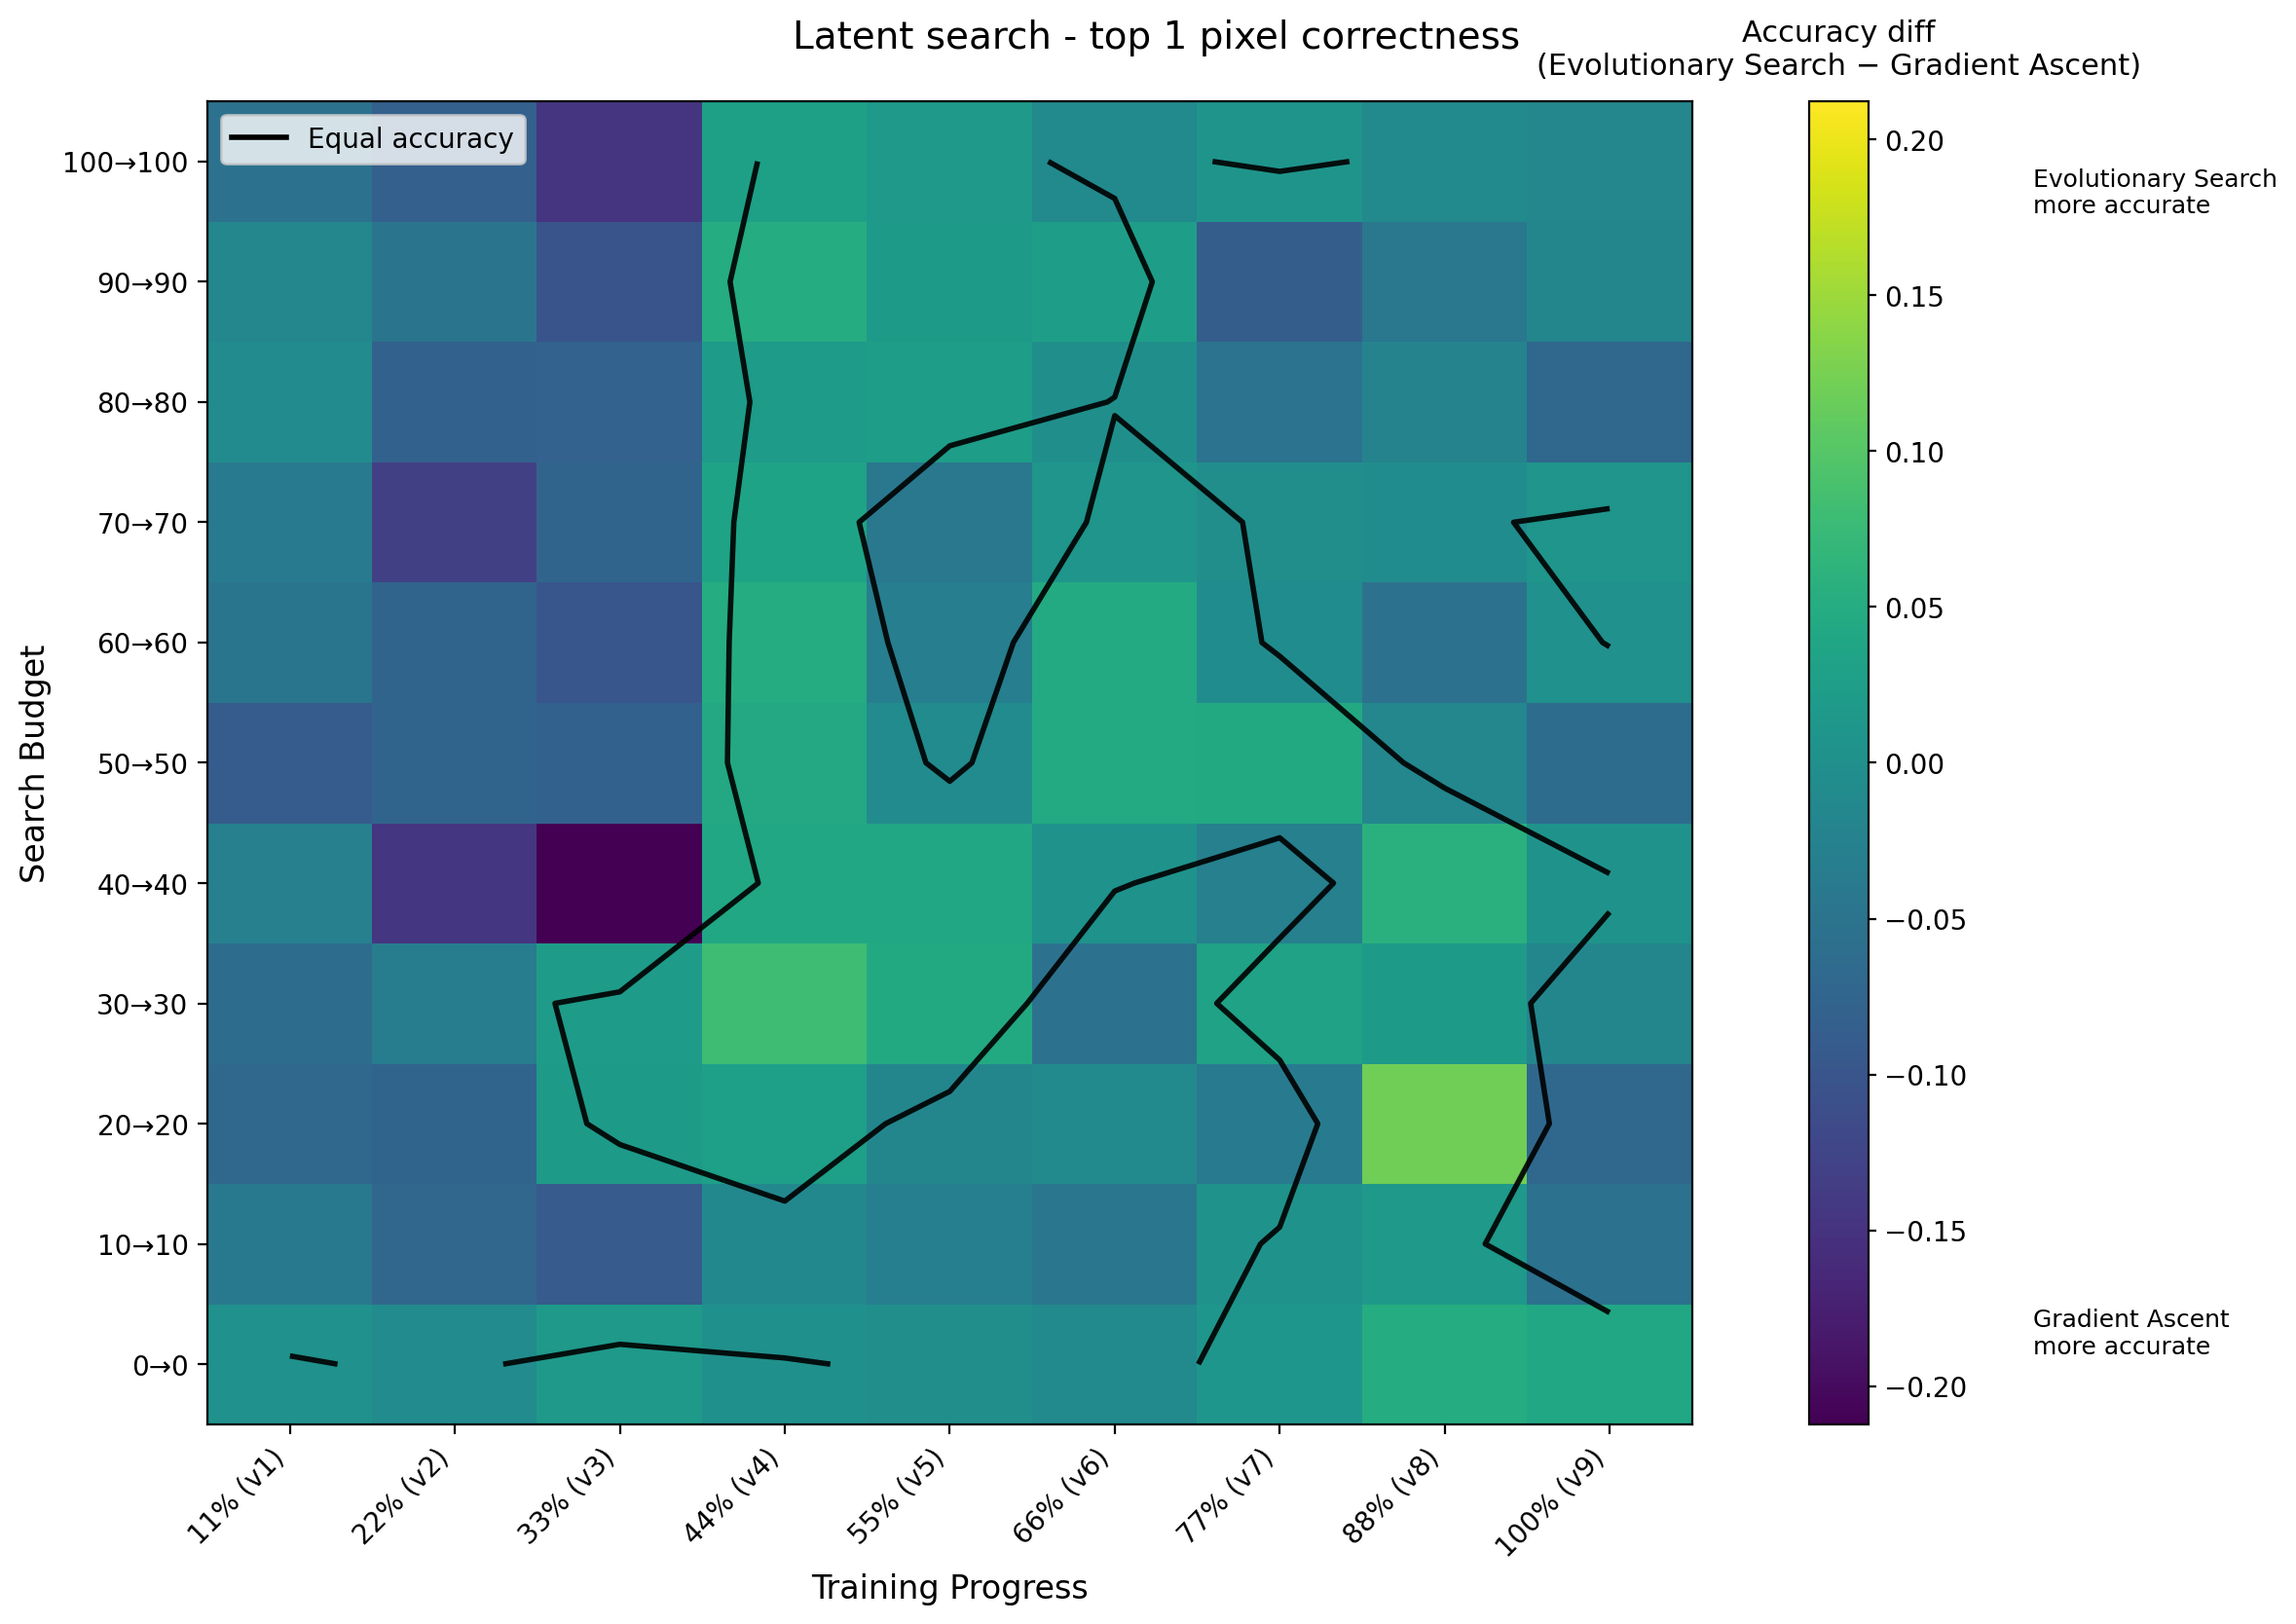 Latent search - top 1 pixel correctness
Accuracy diff
(Evolutionary Search − Gradient Ascent)
Equal accuracy
Search Budget
100→100
90→90
80→80
70→70
60→60
50→50
40→40
30→30
20→20
10→10
0→0
11% (v1)
22% (v2)
33% (v3)
44% (v4)
55% (v5)
66% (v6)
77% (v7)
88% (v8)
100% (v9)
Training Progress
0.20
0.15
0.10
0.05
0.00
−0.05
−0.10
−0.15
−0.20
Evolutionary Search
more accurate
Gradient Ascent
more accurate